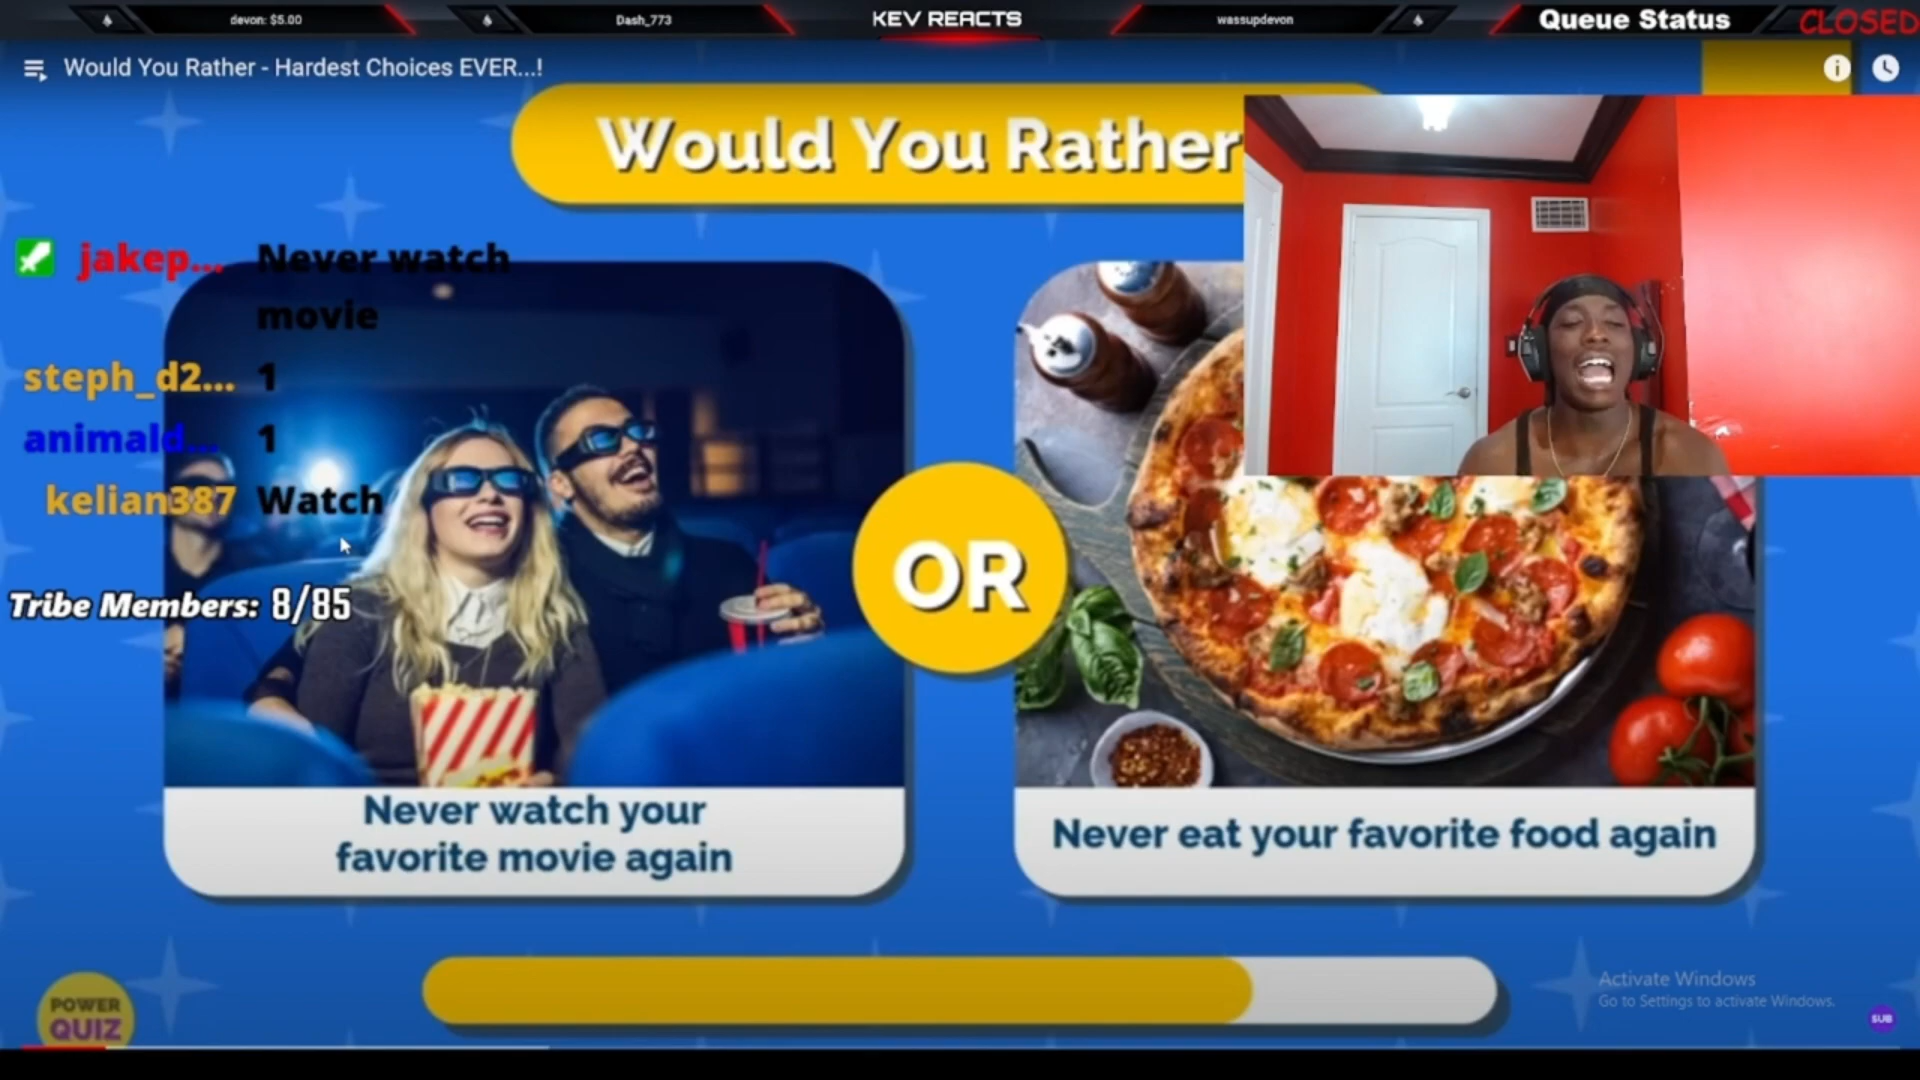 devon: $5.00
Dash_773
KEV REACTS
wassupdevon
Queue Status
CLOSED
Would You Rather - Hardest Choices EVER...!
Would You Rather
jakep... Never watch
movie
steph_d2... 1
animald... 1
kelian387 Watch
Tribe Members: 8/85
OR
Never watch your
favorite movie again
Never eat your favorite food again
POWER
QUIZ
Activate Windows
Go to Settings to activate Windows.
SUB